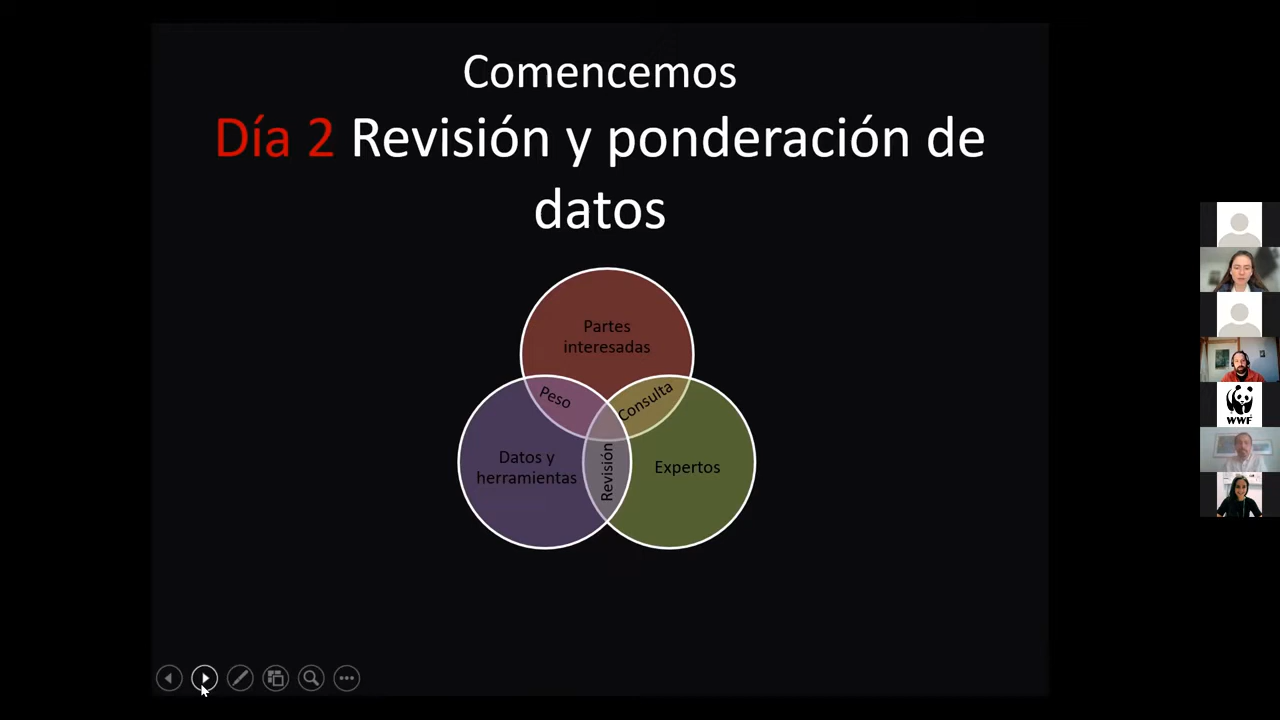 Comencemos
Día 2 Revisión y ponderación de
datos
Partes
interesadas
Peso
Consulta
Datos y
herramientas
Revisión
Expertos
WWF